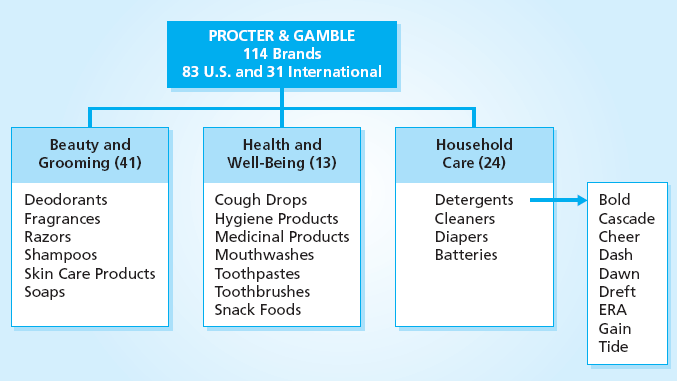 PROCTER & GAMBLE
114 Brands
83 U.S. and 31 International
Beauty and
Grooming (41)
Deodorants
Fragrances
Razors
Shampoos
Skin Care Products
Soaps
Health and
Well-Being (13)
Cough Drops
Hygiene Products
Medicinal Products
Mouthwashes
Toothpastes
Toothbrushes
Snack Foods
Household
Care (24)
Detergents
Cleaners
Diapers
Batteries
Bold
Cascade
Cheer
Dash
Dawn
Dreft
ERA
Gain
Tide